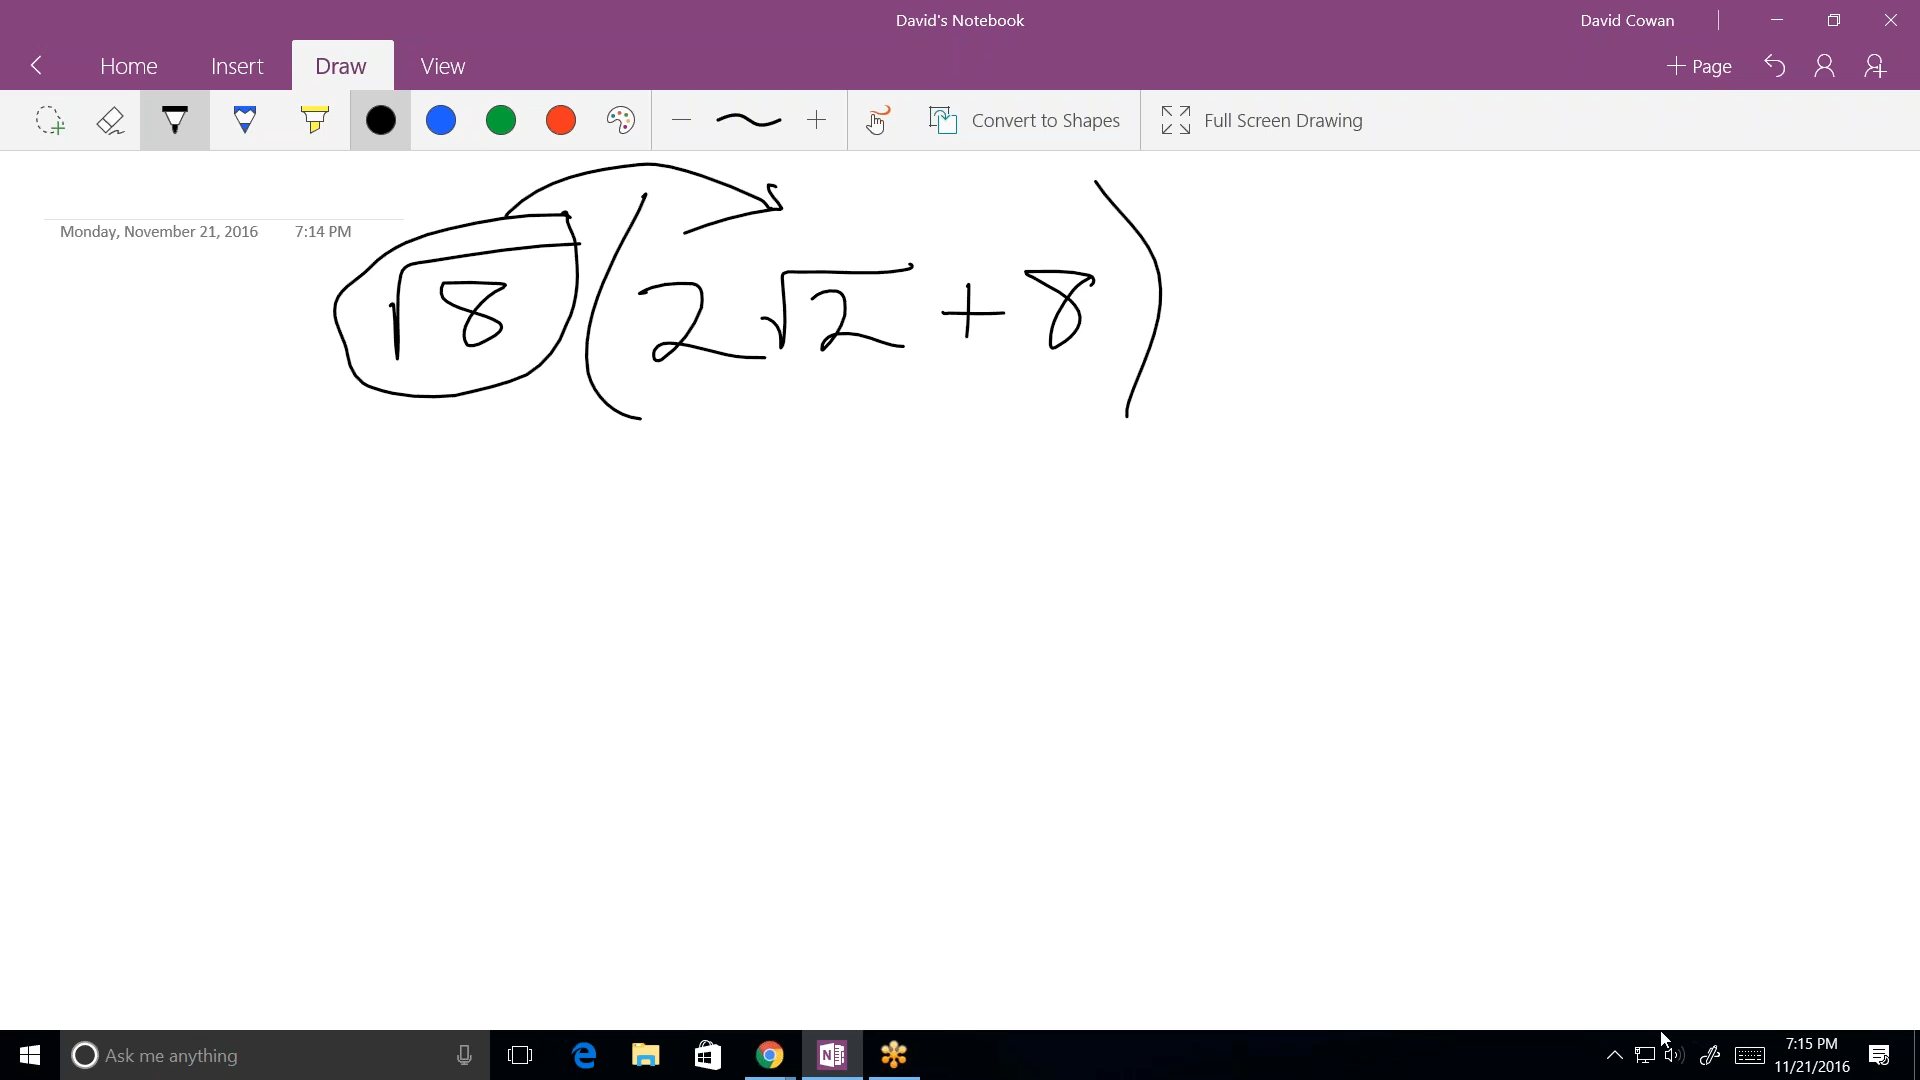 David's Notebook
David Cowan
Home Insert Draw View
Page
Convert to Shapes Full Screen Drawing
Monday, November 21, 2016 7:14 PM
√8 (2√2 + 8)
Ask me anything
N
7:15 PM
11/21/2016